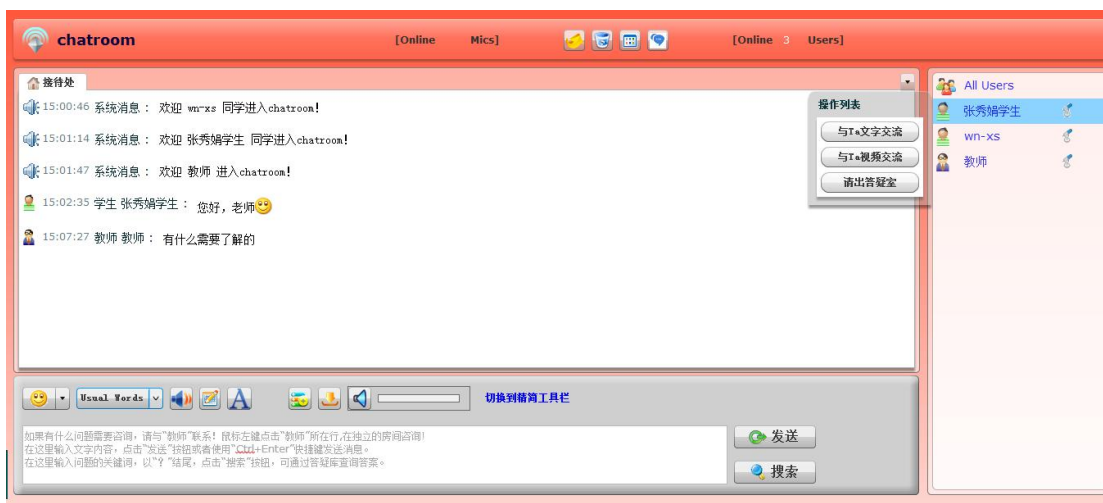 chatroom [Online Mics] [Online 3 Users]
接待处
15:00:46 系统消息： 欢迎 wn-xs 同学进入chatroom!
15:01:14 系统消息： 欢迎 张秀娟学生 同学进入chatroom!
15:01:47 系统消息： 欢迎 教师 进入chatroom!
15:02:35 学生 张秀娟学生： 您好，老师
15:07:27 教师 教师： 有什么需要了解的
操作列表
与Ta文字交流
与Ta视频交流
请出答疑室
All Users
张秀娟学生
wn-xs
教师
Usual Words 切换到精简工具栏
如果有什么问题需要咨询，请与"教师"联系！鼠标左键点击"教师"所在行,在独立的房间咨询!
在这里输入文字内容，点击"发送"按钮或者使用"Ctrl+Enter"快捷键发送消息。
在这里输入问题的关键词，以"？"结尾，点击"搜索"按钮，可通过答疑库查询答案。
发送
搜索